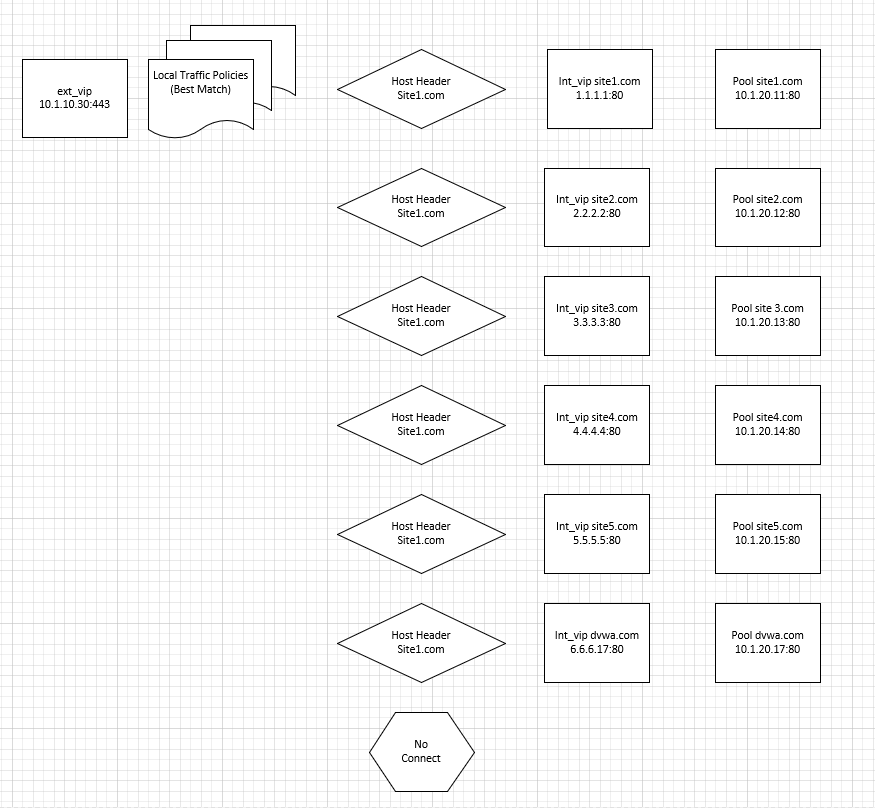 ext_vip
10.1.10.30:443
Local Traffic Policies
(Best Match)
Host Header
Site1.com
Int_vip site1.com
1.1.1.1:80
Pool site1.com
10.1.20.11:80
Host Header
Site1.com
Int_vip site2.com
2.2.2.2:80
Pool site2.com
10.1.20.12:80
Host Header
Site1.com
Int_vip site3.com
3.3.3.3:80
Pool site 3.com
10.1.20.13:80
Host Header
Site1.com
Int_vip site4.com
4.4.4.4:80
Pool site4.com
10.1.20.14:80
Host Header
Site1.com
Int_vip site5.com
5.5.5.5:80
Pool site5.com
10.1.20.15:80
Host Header
Site1.com
Int_vip dvwa.com
6.6.6.17:80
Pool dvwa.com
10.1.20.17:80
No
Connect